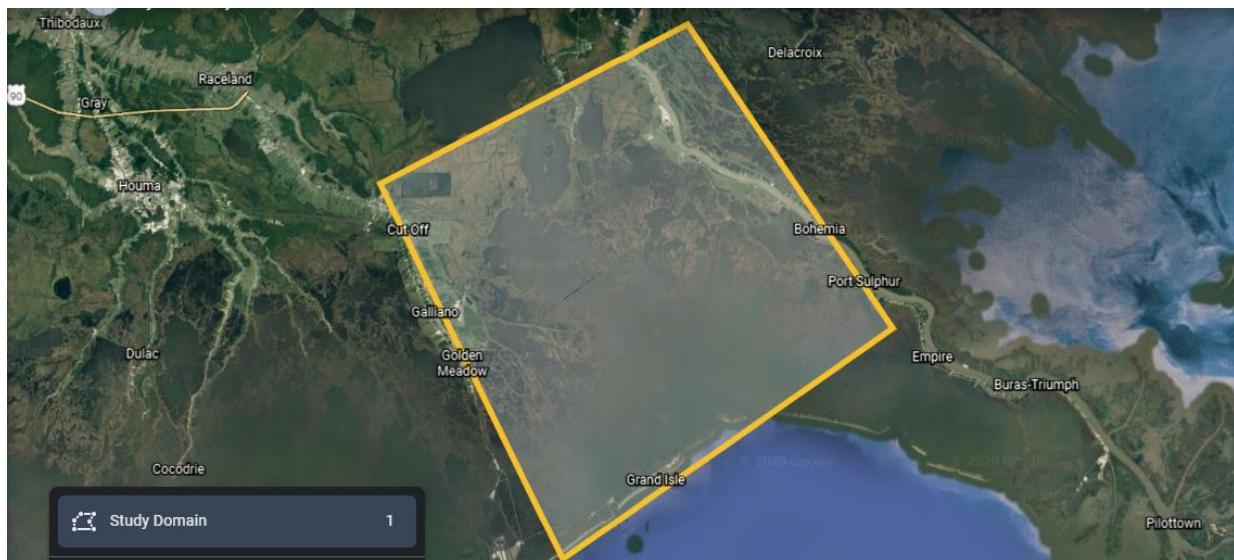 Thibodaux
Raceland
Delacroix
90
Gray
Houma
Cut Off
Bohemia
© 2020 Google
Port Sulphur
Galliano
Dulac
Golden
Meadow
Empire
Buras-Triumph
Cocodrie
© 2020 Google
Grand Isle
Study Domain 1
Pilottown